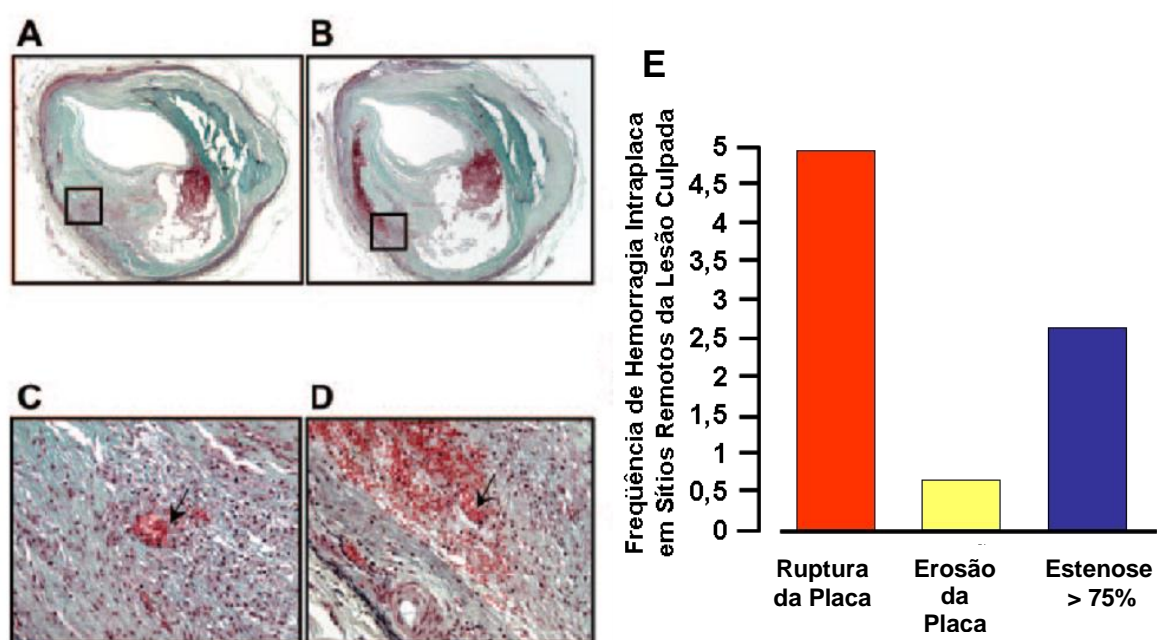 A
B
C
D
E
Freqüência de Hemorragia Intraplaca
em Sítios Remotos da Lesão Culpada
5
4,5
4
3,5
3
2,5
2
1,5
1
0,5
0
Ruptura
da Placa
Erosão
da
Placa
Estenose
> 75%